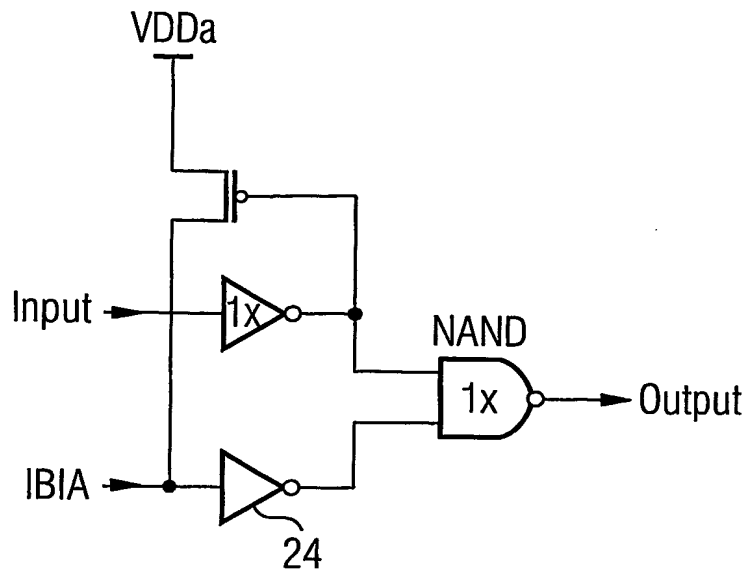 VDDa
Input
1x
NAND
1x
Output
IBIA
24